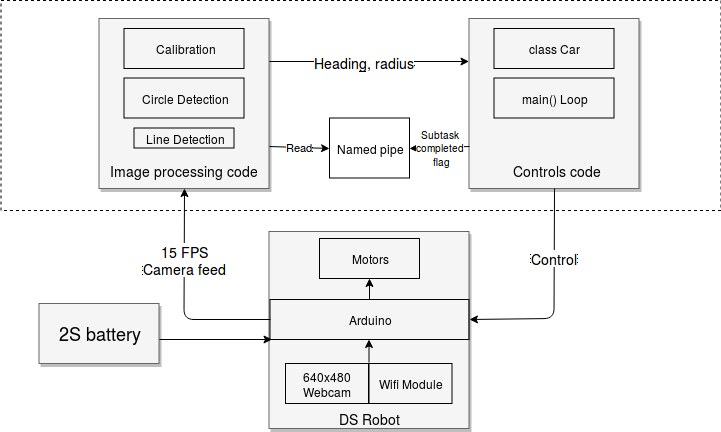 Calibration
Circle Detection
Line Detection
Image processing code
Heading, radius
Read
Named pipe
Subtask
completed
flag
class Car
main() Loop
Controls code
15 FPS
Camera feed
Control
Motors
Arduino
2S battery
640x480
Webcam
Wifi Module
DS Robot